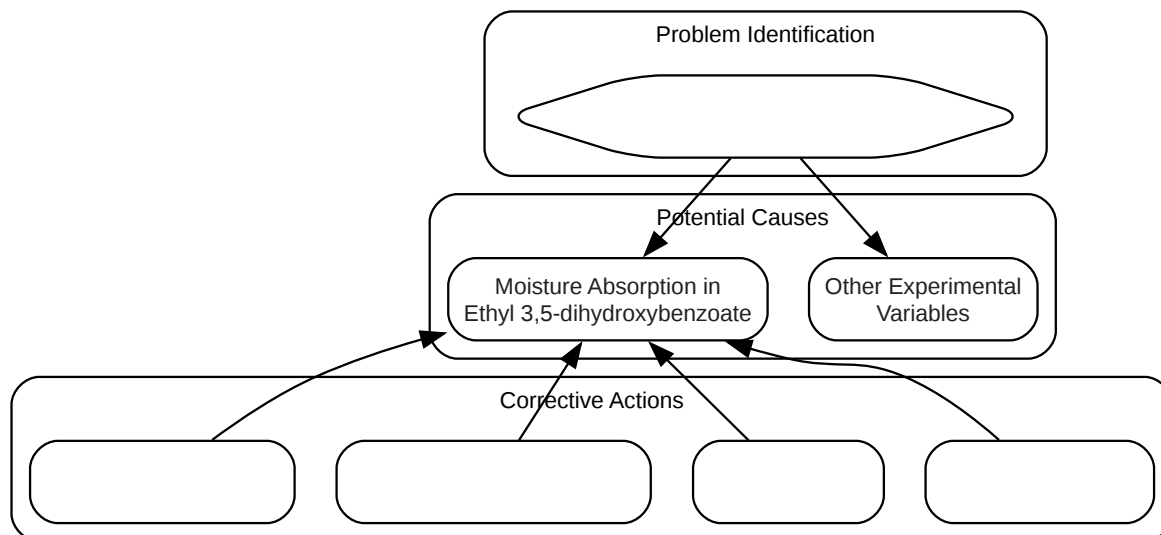 Problem Identification
Potential Causes
Moisture Absorption in
Ethyl 3,5-dihydroxybenzoate
Other Experimental
Variables
Corrective Actions